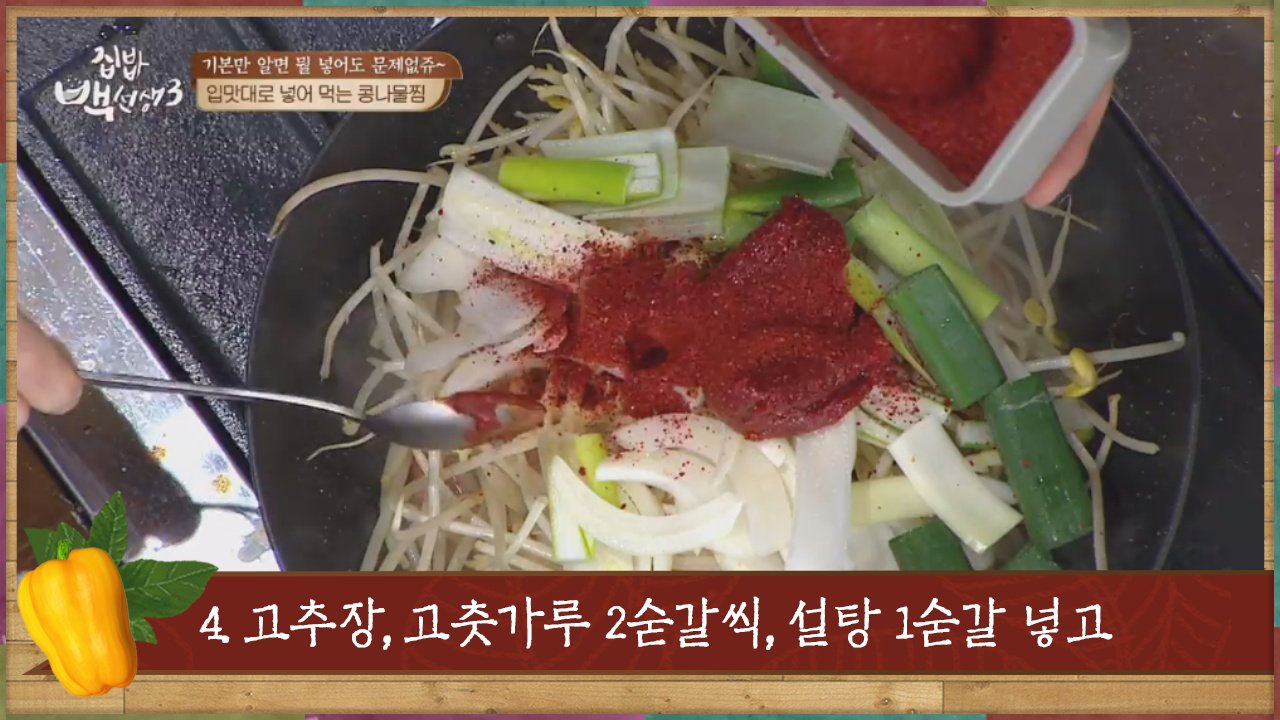 집밥
백선생3
기본만 알면 뭘 넣어도 문제없쥬~
입맛대로 넣어 먹는 콩나물찜
4. 고추장, 고춧가루 2숟갈씩, 설탕 1숟갈 넣고